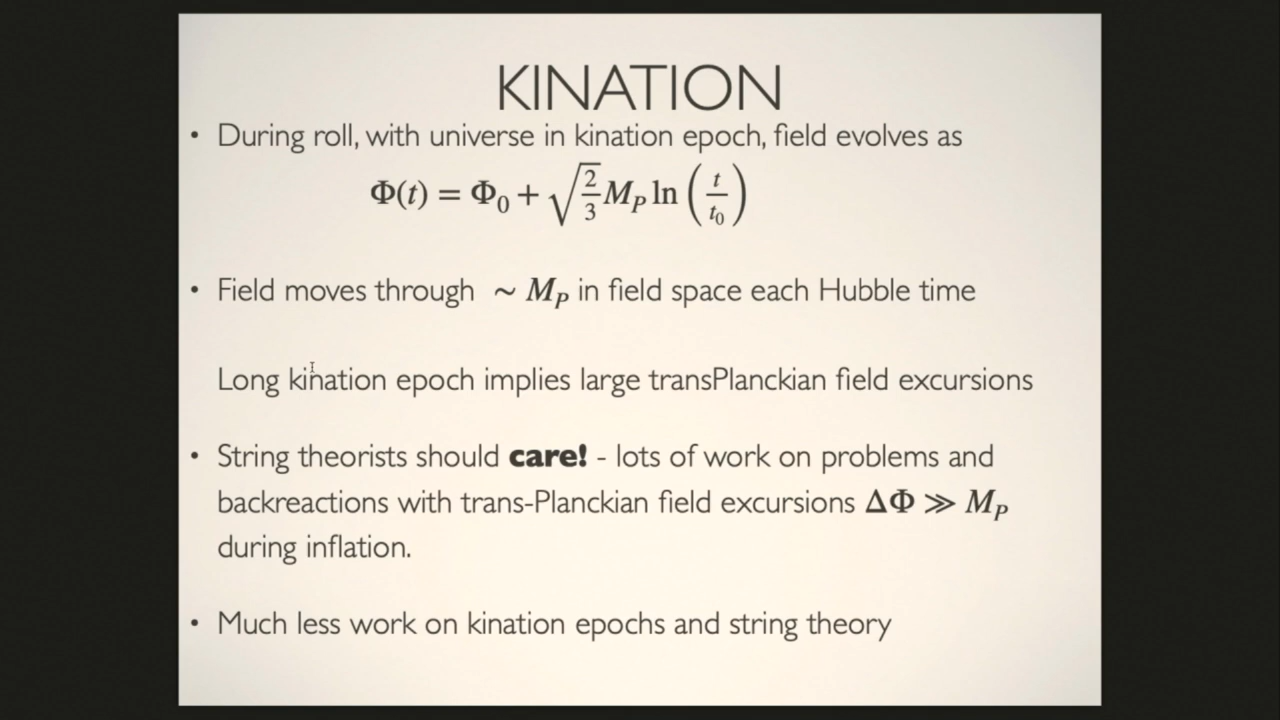 KINATION
• During roll, with universe in kination epoch, field evolves as
Φ(t) = Φ₀ + √(2/3) M_P ln (t/t₀)
• Field moves through ~ M_P in field space each Hubble time
Long kination epoch implies large transPlanckian field excursions
• String theorists should care! - lots of work on problems and
backreactions with trans-Planckian field excursions ΔΦ ≫ M_P
during inflation.
• Much less work on kination epochs and string theory